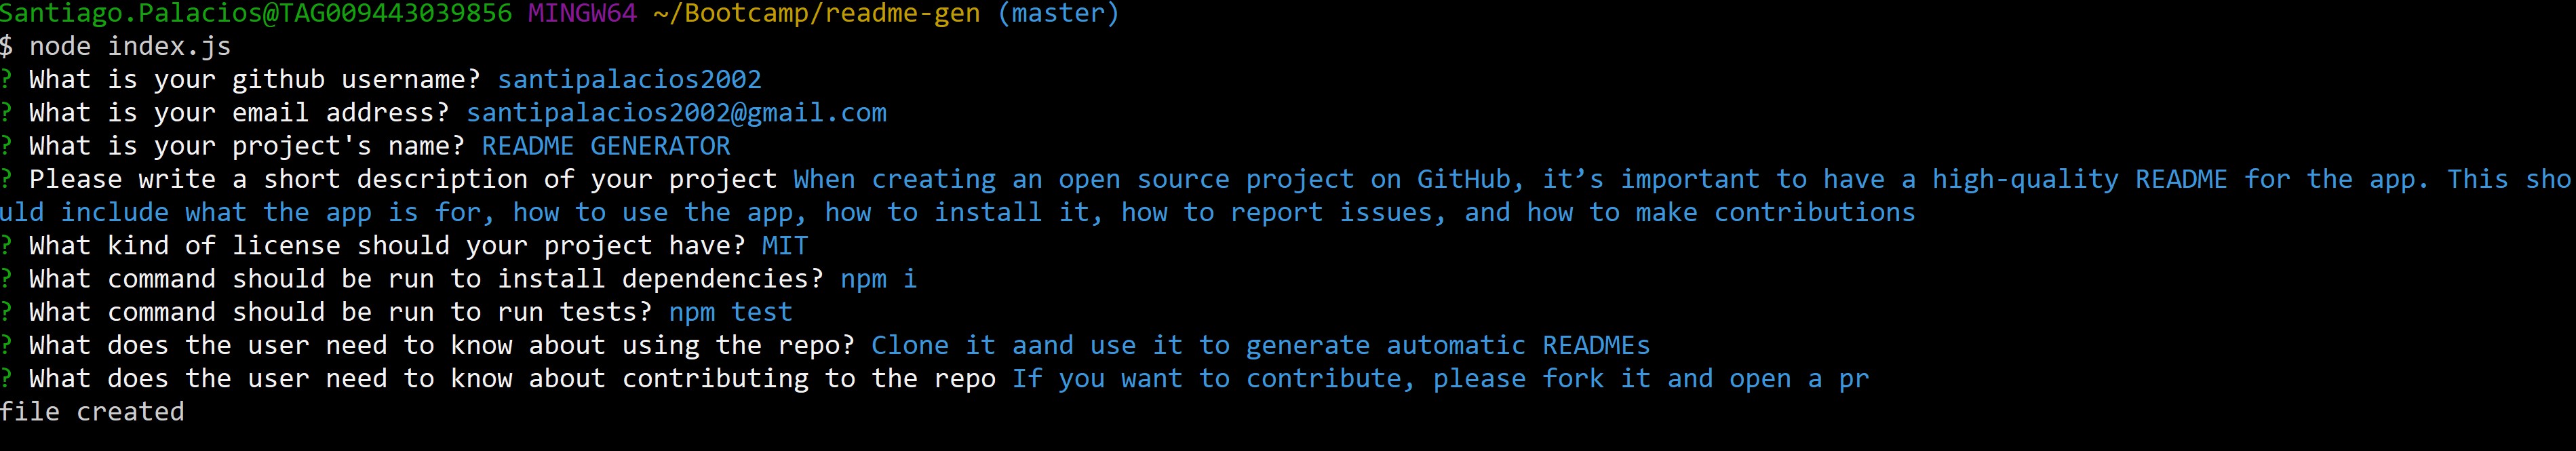 Santiago.Palacios@TAG009443039856 MINGW64 ~/Bootcamp/readme-gen (master)
$ node index.js
? What is your github username? santipalacios2002
? What is your email address? santipalacios2002@gmail.com
? What is your project's name? README GENERATOR
? Please write a short description of your project When creating an open source project on GitHub, it’s important to have a high-quality README for the app. This sho
uld include what the app is for, how to use the app, how to install it, how to report issues, and how to make contributions
? What kind of license should your project have? MIT
? What command should be run to install dependencies? npm i
? What command should be run to run tests? npm test
? What does the user need to know about using the repo? Clone it aand use it to generate automatic READMEs
? What does the user need to know about contributing to the repo If you want to contribute, please fork it and open a pr
file created